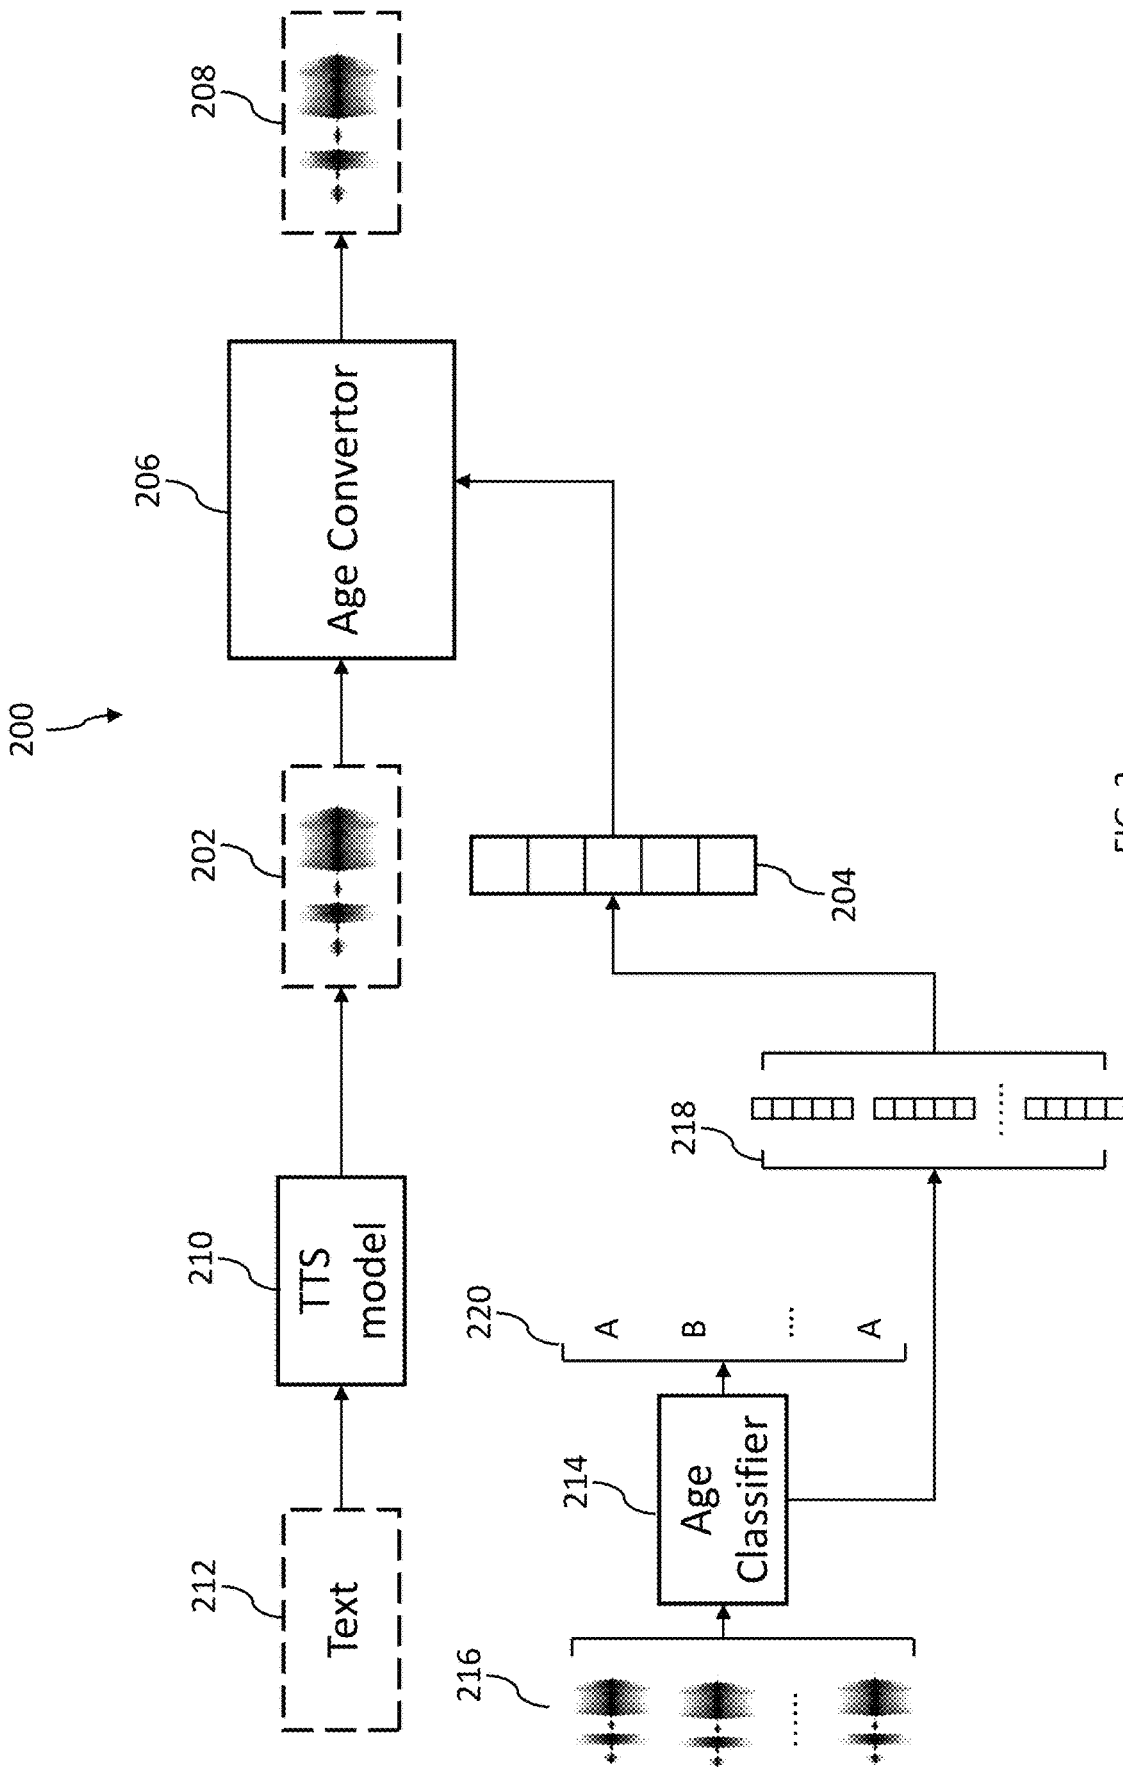 200
212
Text
210
TTS
model
202
206
Age Convertor
208
216
214
Age
Classifier
220
A
B
.....
A
218
......
204
......